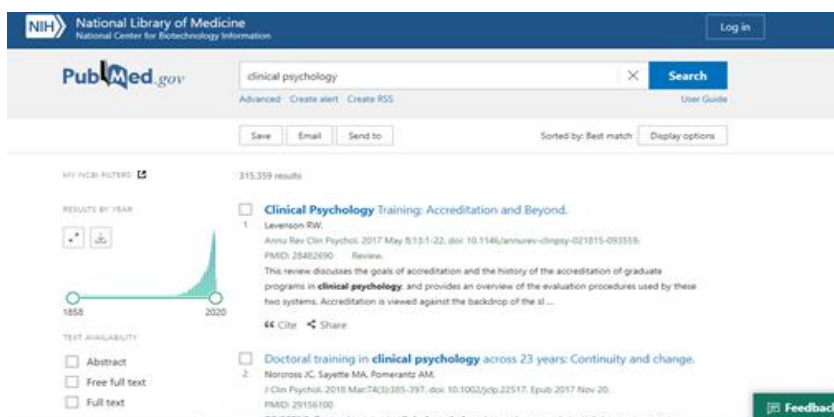 NIH
National Library of Medicine
National Center for Biotechnology Information
Log in
PubMed.gov
clinical psychology
Search
Advanced Create alert Create RSS
User Guide
Save
Email
Send to
Sorted by: Best match
Display options
MY NCBI FILTERS
315,359 results
RESULTS BY YEAR
1858
2020
TEXT AVAILABILITY
Abstract
Free full text
Full text
Clinical Psychology Training: Accreditation and Beyond.
1
Levenson RW.
Annu Rev Clin Psychol. 2017 May 8;13:1-22. doi: 10.1146/annurev-clinpsy-021815-093559.
PMID: 28482690 Review.
This review discusses the goals of accreditation and the history of the accreditation of graduate
programs in clinical psychology, and provides an overview of the evaluation procedures used by these
two systems. Accreditation is viewed against the backdrop of the sl ...
Cite Share
Doctoral training in clinical psychology across 23 years: Continuity and change.
2
Norcross JC, Sayette MA, Pomerantz AM.
J Clin Psychol. 2018 Mar;74(3):385-397. doi: 10.1002/jclp.22517. Epub 2017 Nov 20.
PMID: 29156100
Feedback